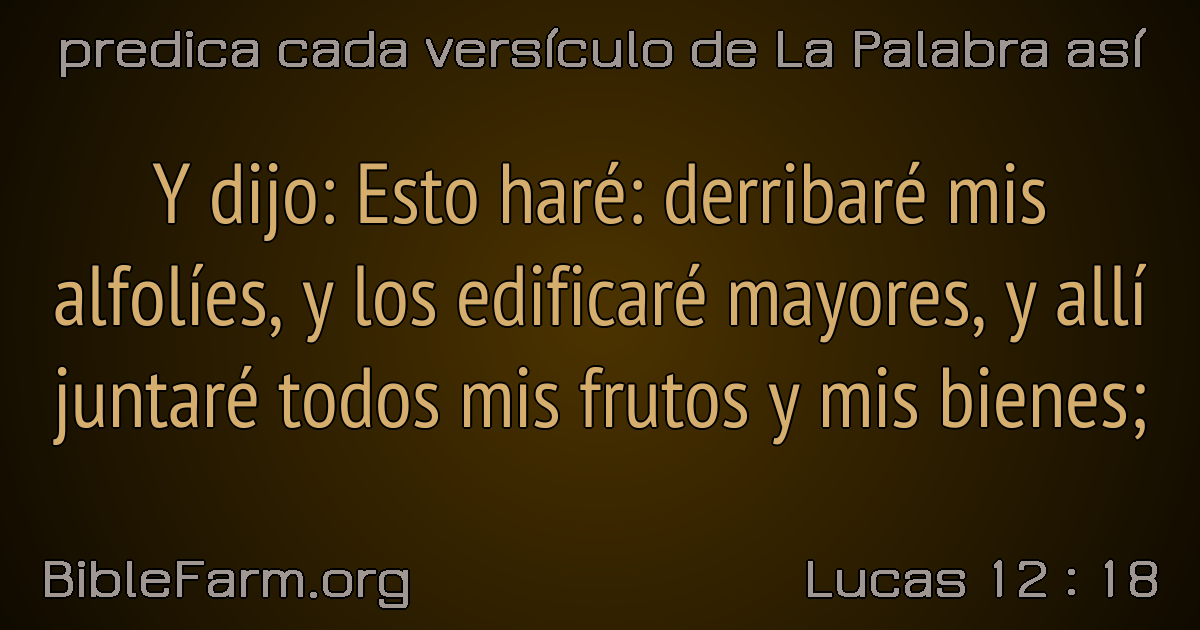 predica cada versículo de La Palabra así
Y dijo: Esto haré: derribaré mis
alfolíes, y los edificaré mayores, y allí
juntaré todos mis frutos y mis bienes;
BibleFarm.org
Lucas 12 : 18